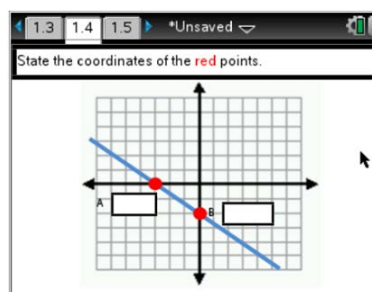 1.3 1.4 1.5 *Unsaved
State the coordinates of the red points.
A
B